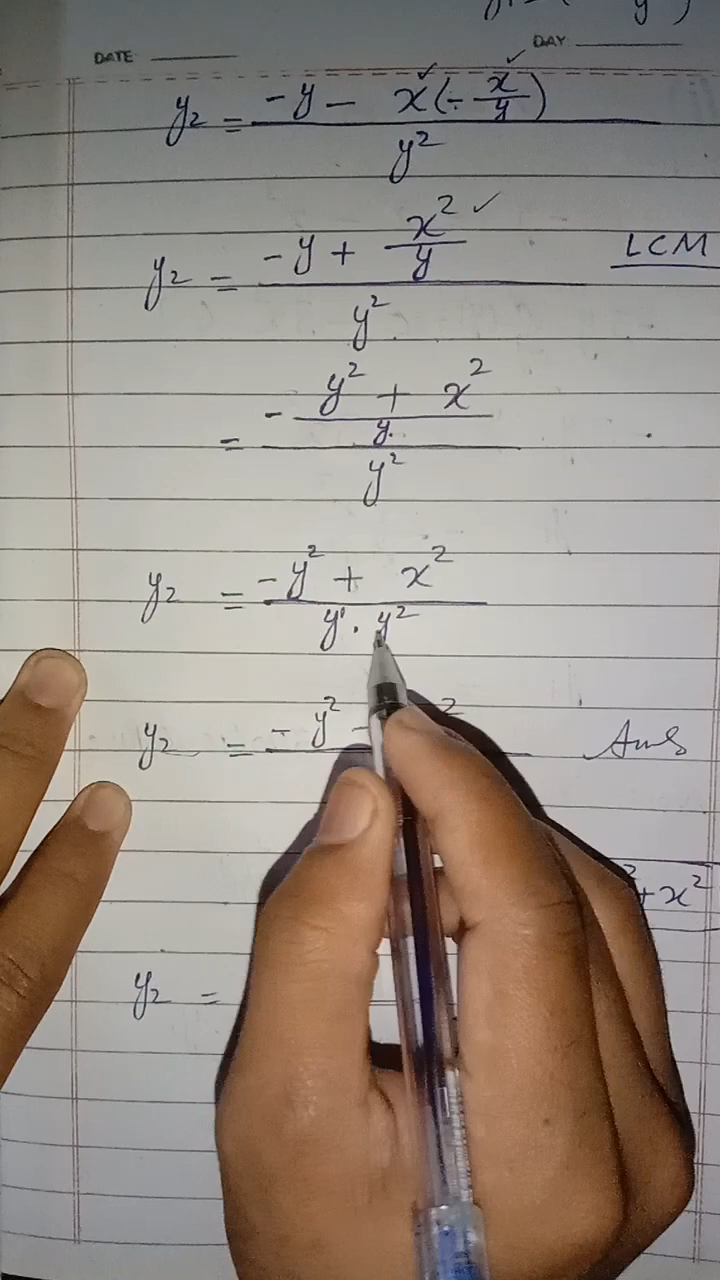 DATE
DAY
y₂ = (-y - x(-x/y)) / y²
y₂ = (-y + x²/y) / y²
LCM
= (-(y² + x²)/y) / y²
y₂ = (-y² + x²) / (y¹ · y²)
y₂ = -y²
Ans
+x²
y₂ =